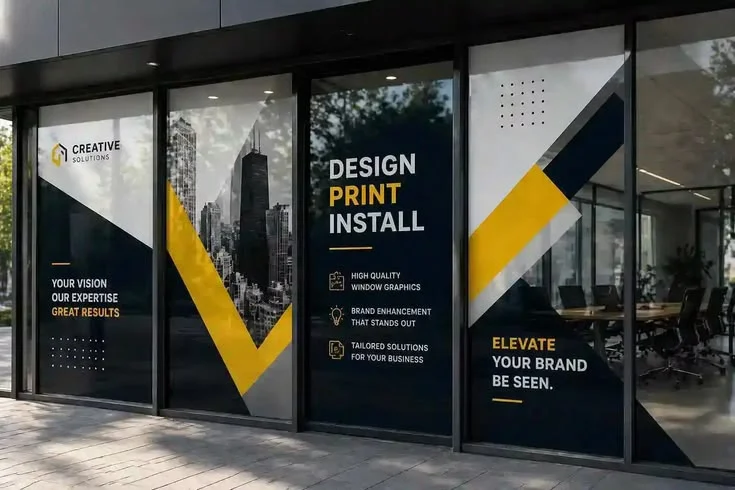 CREATIVE
SOLUTIONS
YOUR VISION
OUR EXPERTISE
GREAT RESULTS
DESIGN
PRINT
INSTALL
HIGH QUALITY
WINDOW GRAPHICS
BRAND ENHANCEMENT
THAT STANDS OUT
TAILORED SOLUTIONS
FOR YOUR BUSINESS
ELEVATE
YOUR BRAND
BE SEEN.